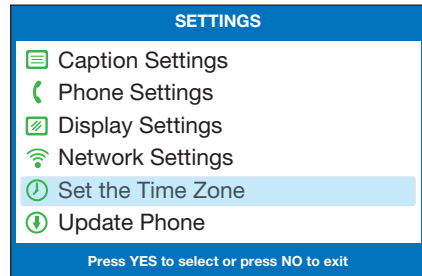 SETTINGS
Caption Settings
Phone Settings
Display Settings
Network Settings
Set the Time Zone
Update Phone
Press YES to select or press NO to exit